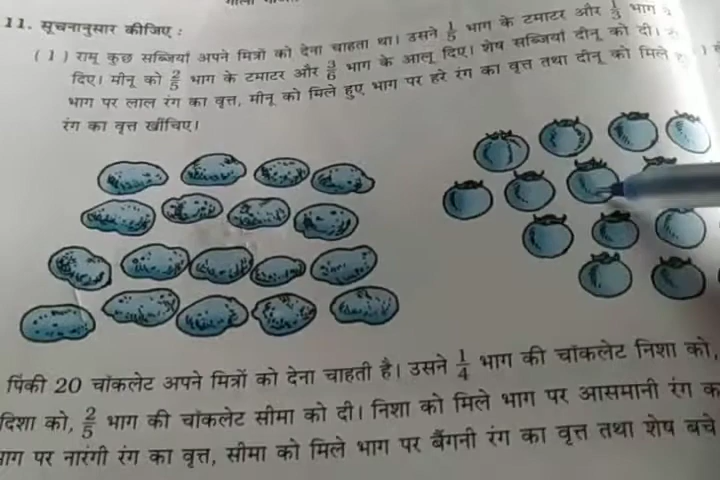 11. सूचनानुसार कीजिए :
(1) रामू कुछ सब्जियाँ अपने मित्रों को देना चाहता था। उसने 1/5 भाग के टमाटर और 1/3 भाग
दिए। मीनू को 2/5 भाग के टमाटर और 3/6 भाग के आलू दिए। शेष सब्जियाँ दीनू को दी।
भाग पर लाल रंग का वृत्त, मीनू को मिले हुए भाग पर हरे रंग का वृत्त तथा दीनू को मिले
रंग का वृत्त खींचिए।
पिंकी 20 चॉकलेट अपने मित्रों को देना चाहती है। उसने 1/4 भाग की चॉकलेट निशा को,
दिशा को, 2/5 भाग की चॉकलेट सीमा को दी। निशा को मिले भाग पर आसमानी रंग
भाग पर नारंगी रंग का वृत्त, सीमा को मिले भाग पर बैंगनी रंग का वृत्त तथा शेष बचे